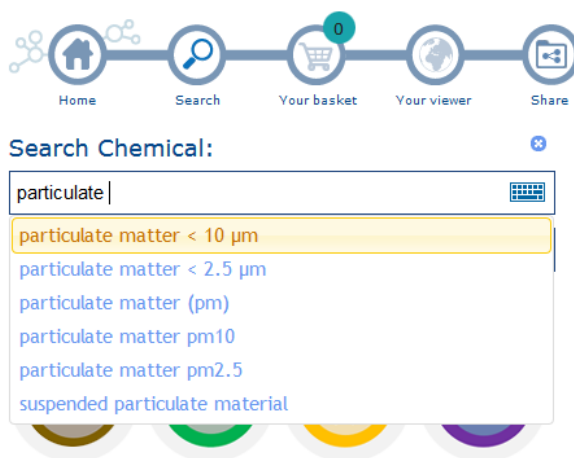 0
Home Search Your basket Your viewer Share
Search Chemical:
particulate
particulate matter < 10 µm
particulate matter < 2.5 µm
particulate matter (pm)
particulate matter pm10
particulate matter pm2.5
suspended particulate material